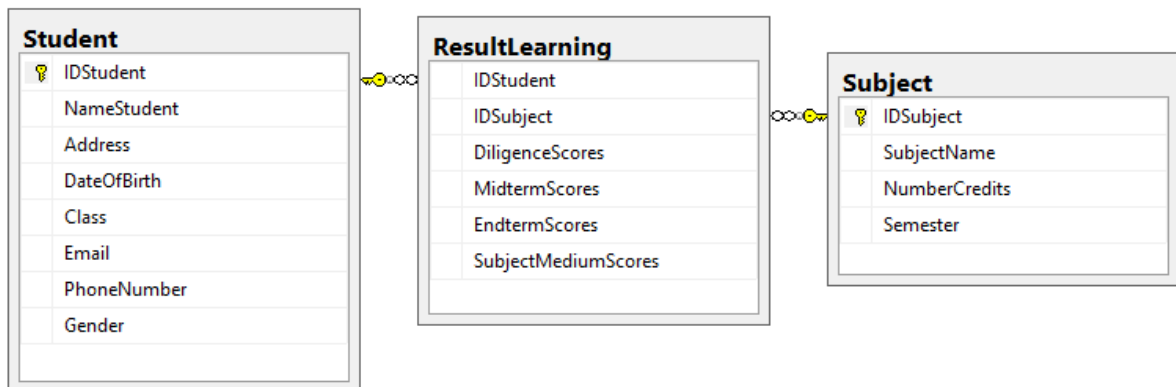 Student
IDStudent
NameStudent
Address
DateOfBirth
Class
Email
PhoneNumber
Gender
ResultLearning
IDStudent
IDSubject
DiligenceScores
MidtermScores
EndtermScores
SubjectMediumScores
Subject
IDSubject
SubjectName
NumberCredits
Semester